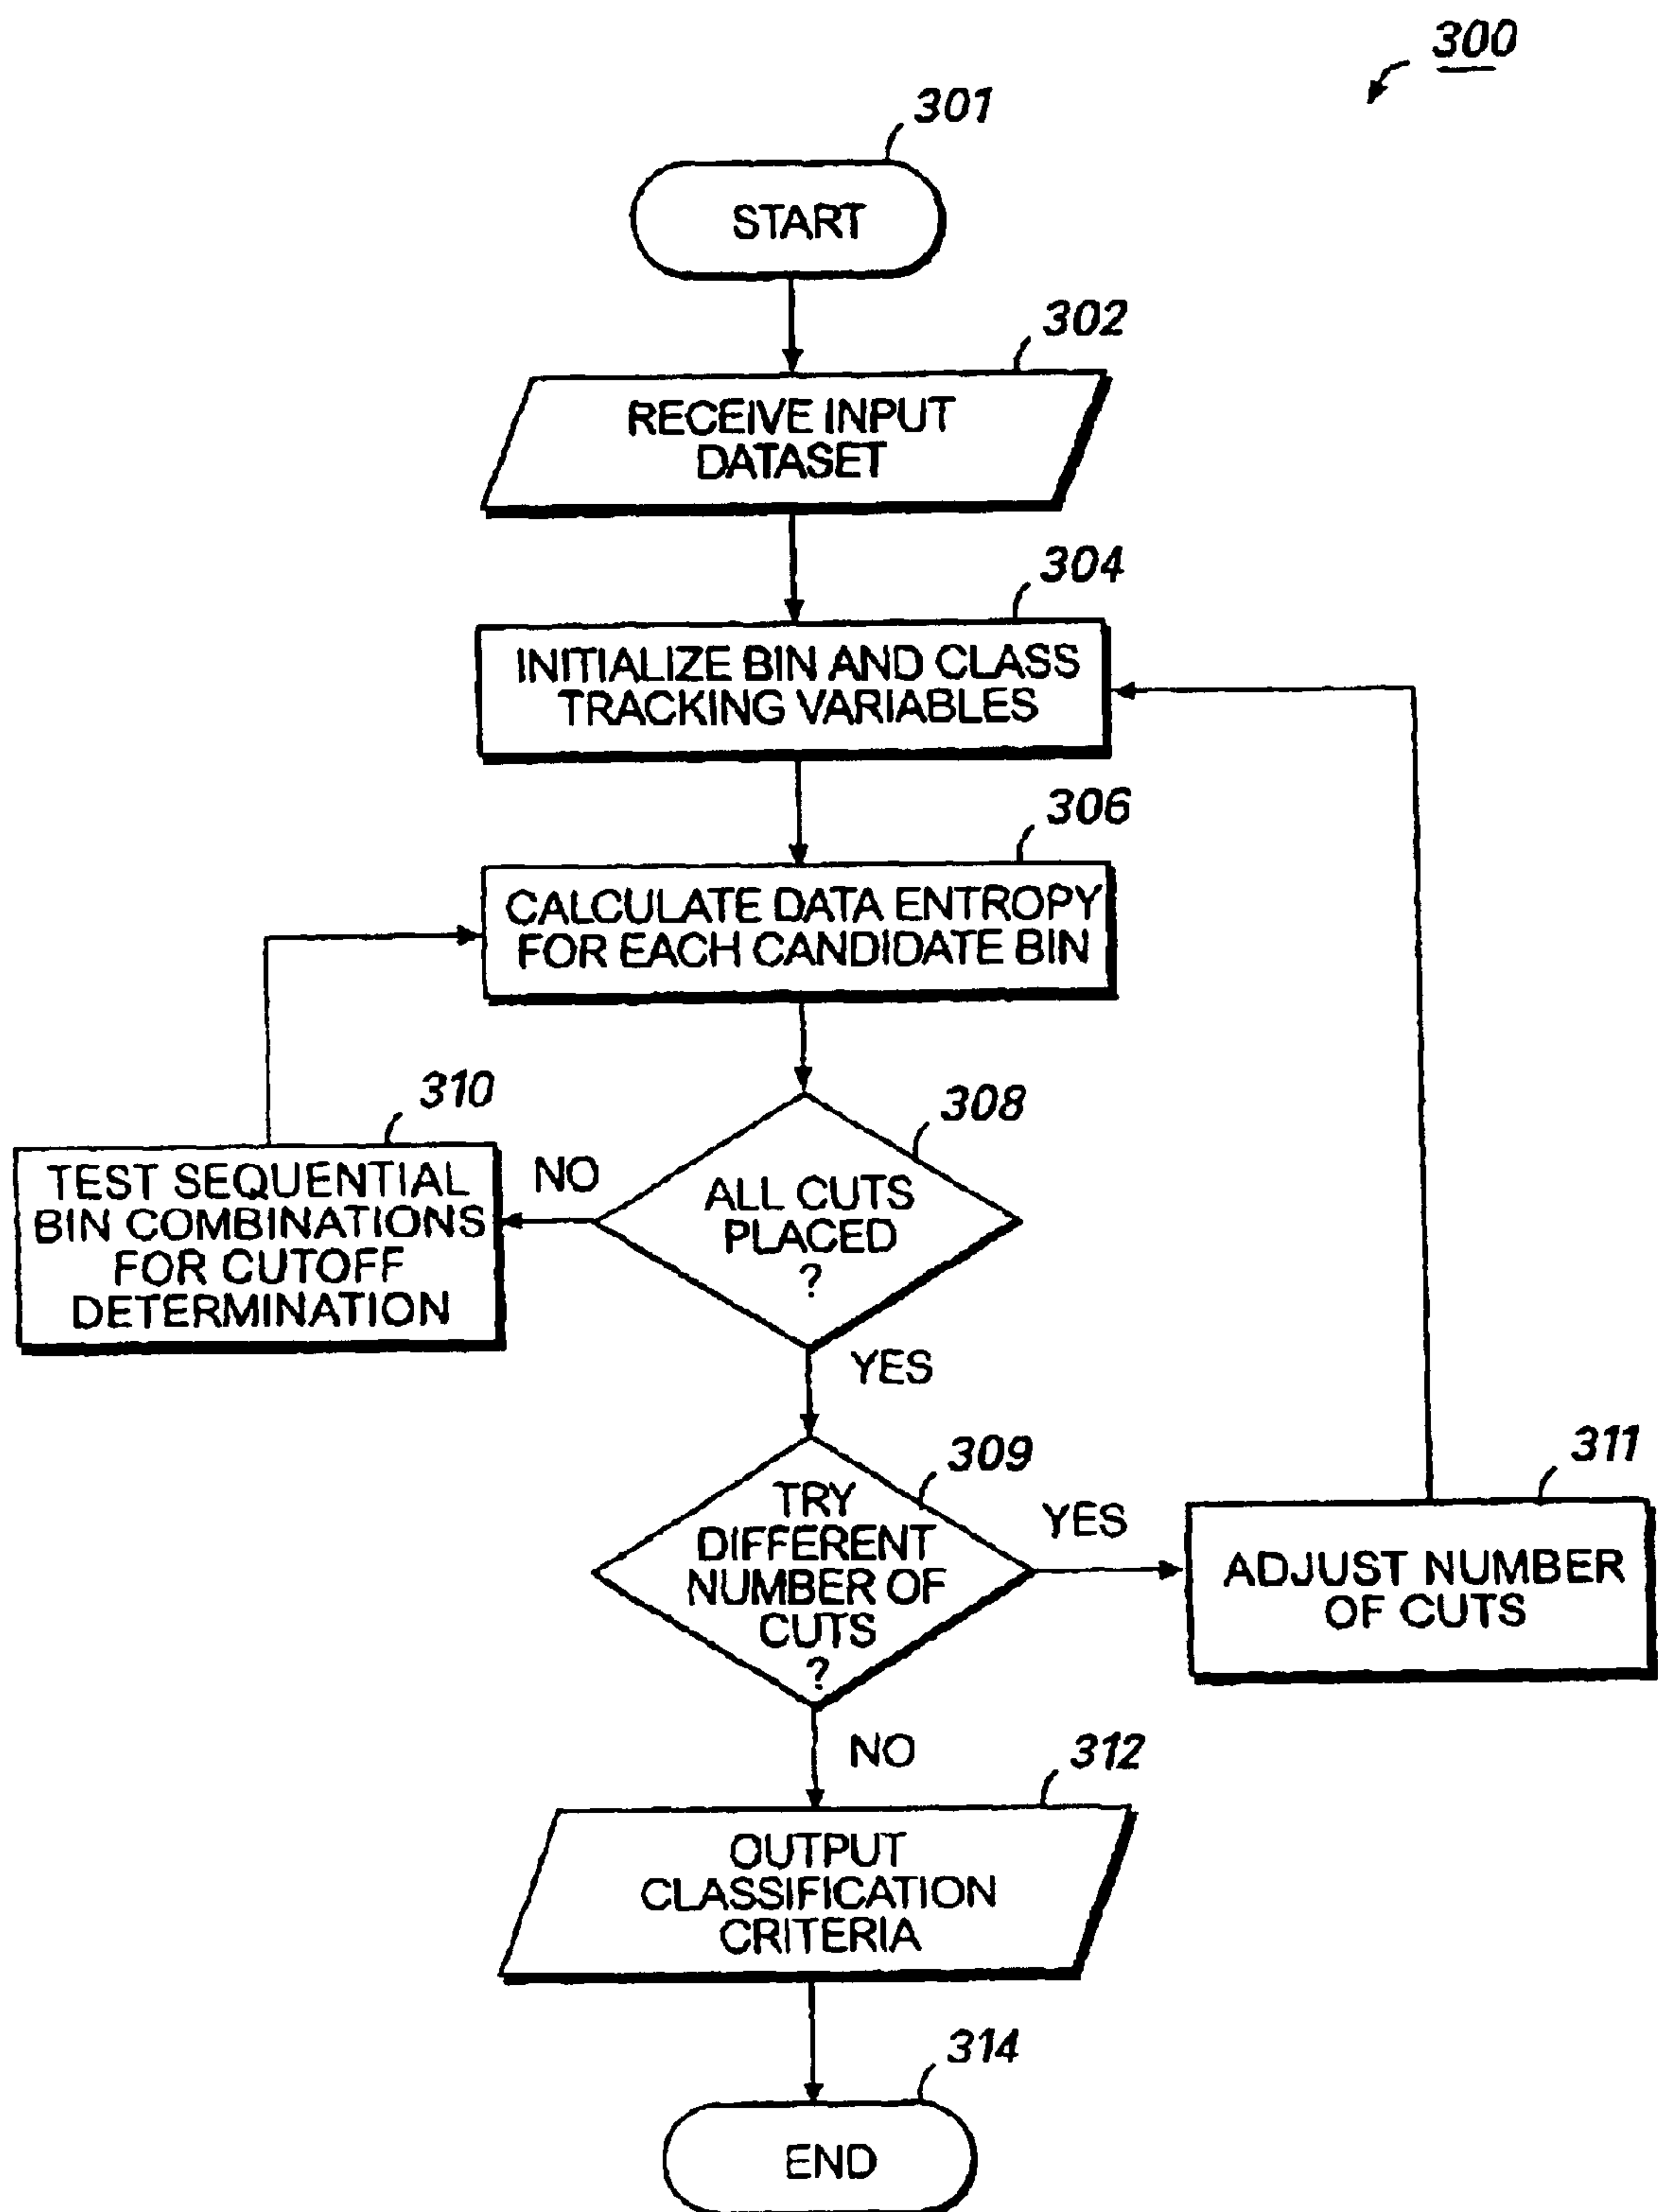 300
301
START
302
RECEIVE INPUT
DATASET
304
INITIALIZE BIN AND CLASS
TRACKING VARIABLES
306
CALCULATE DATA ENTROPY
FOR EACH CANDIDATE BIN
310
TEST SEQUENTIAL
BIN COMBINATIONS
FOR CUTOFF
DETERMINATION
NO
308
ALL CUTS
PLACED
?
YES
309
TRY
DIFFERENT
NUMBER OF
CUTS
?
YES
311
ADJUST NUMBER
OF CUTS
NO
312
OUTPUT
CLASSIFICATION
CRITERIA
314
END